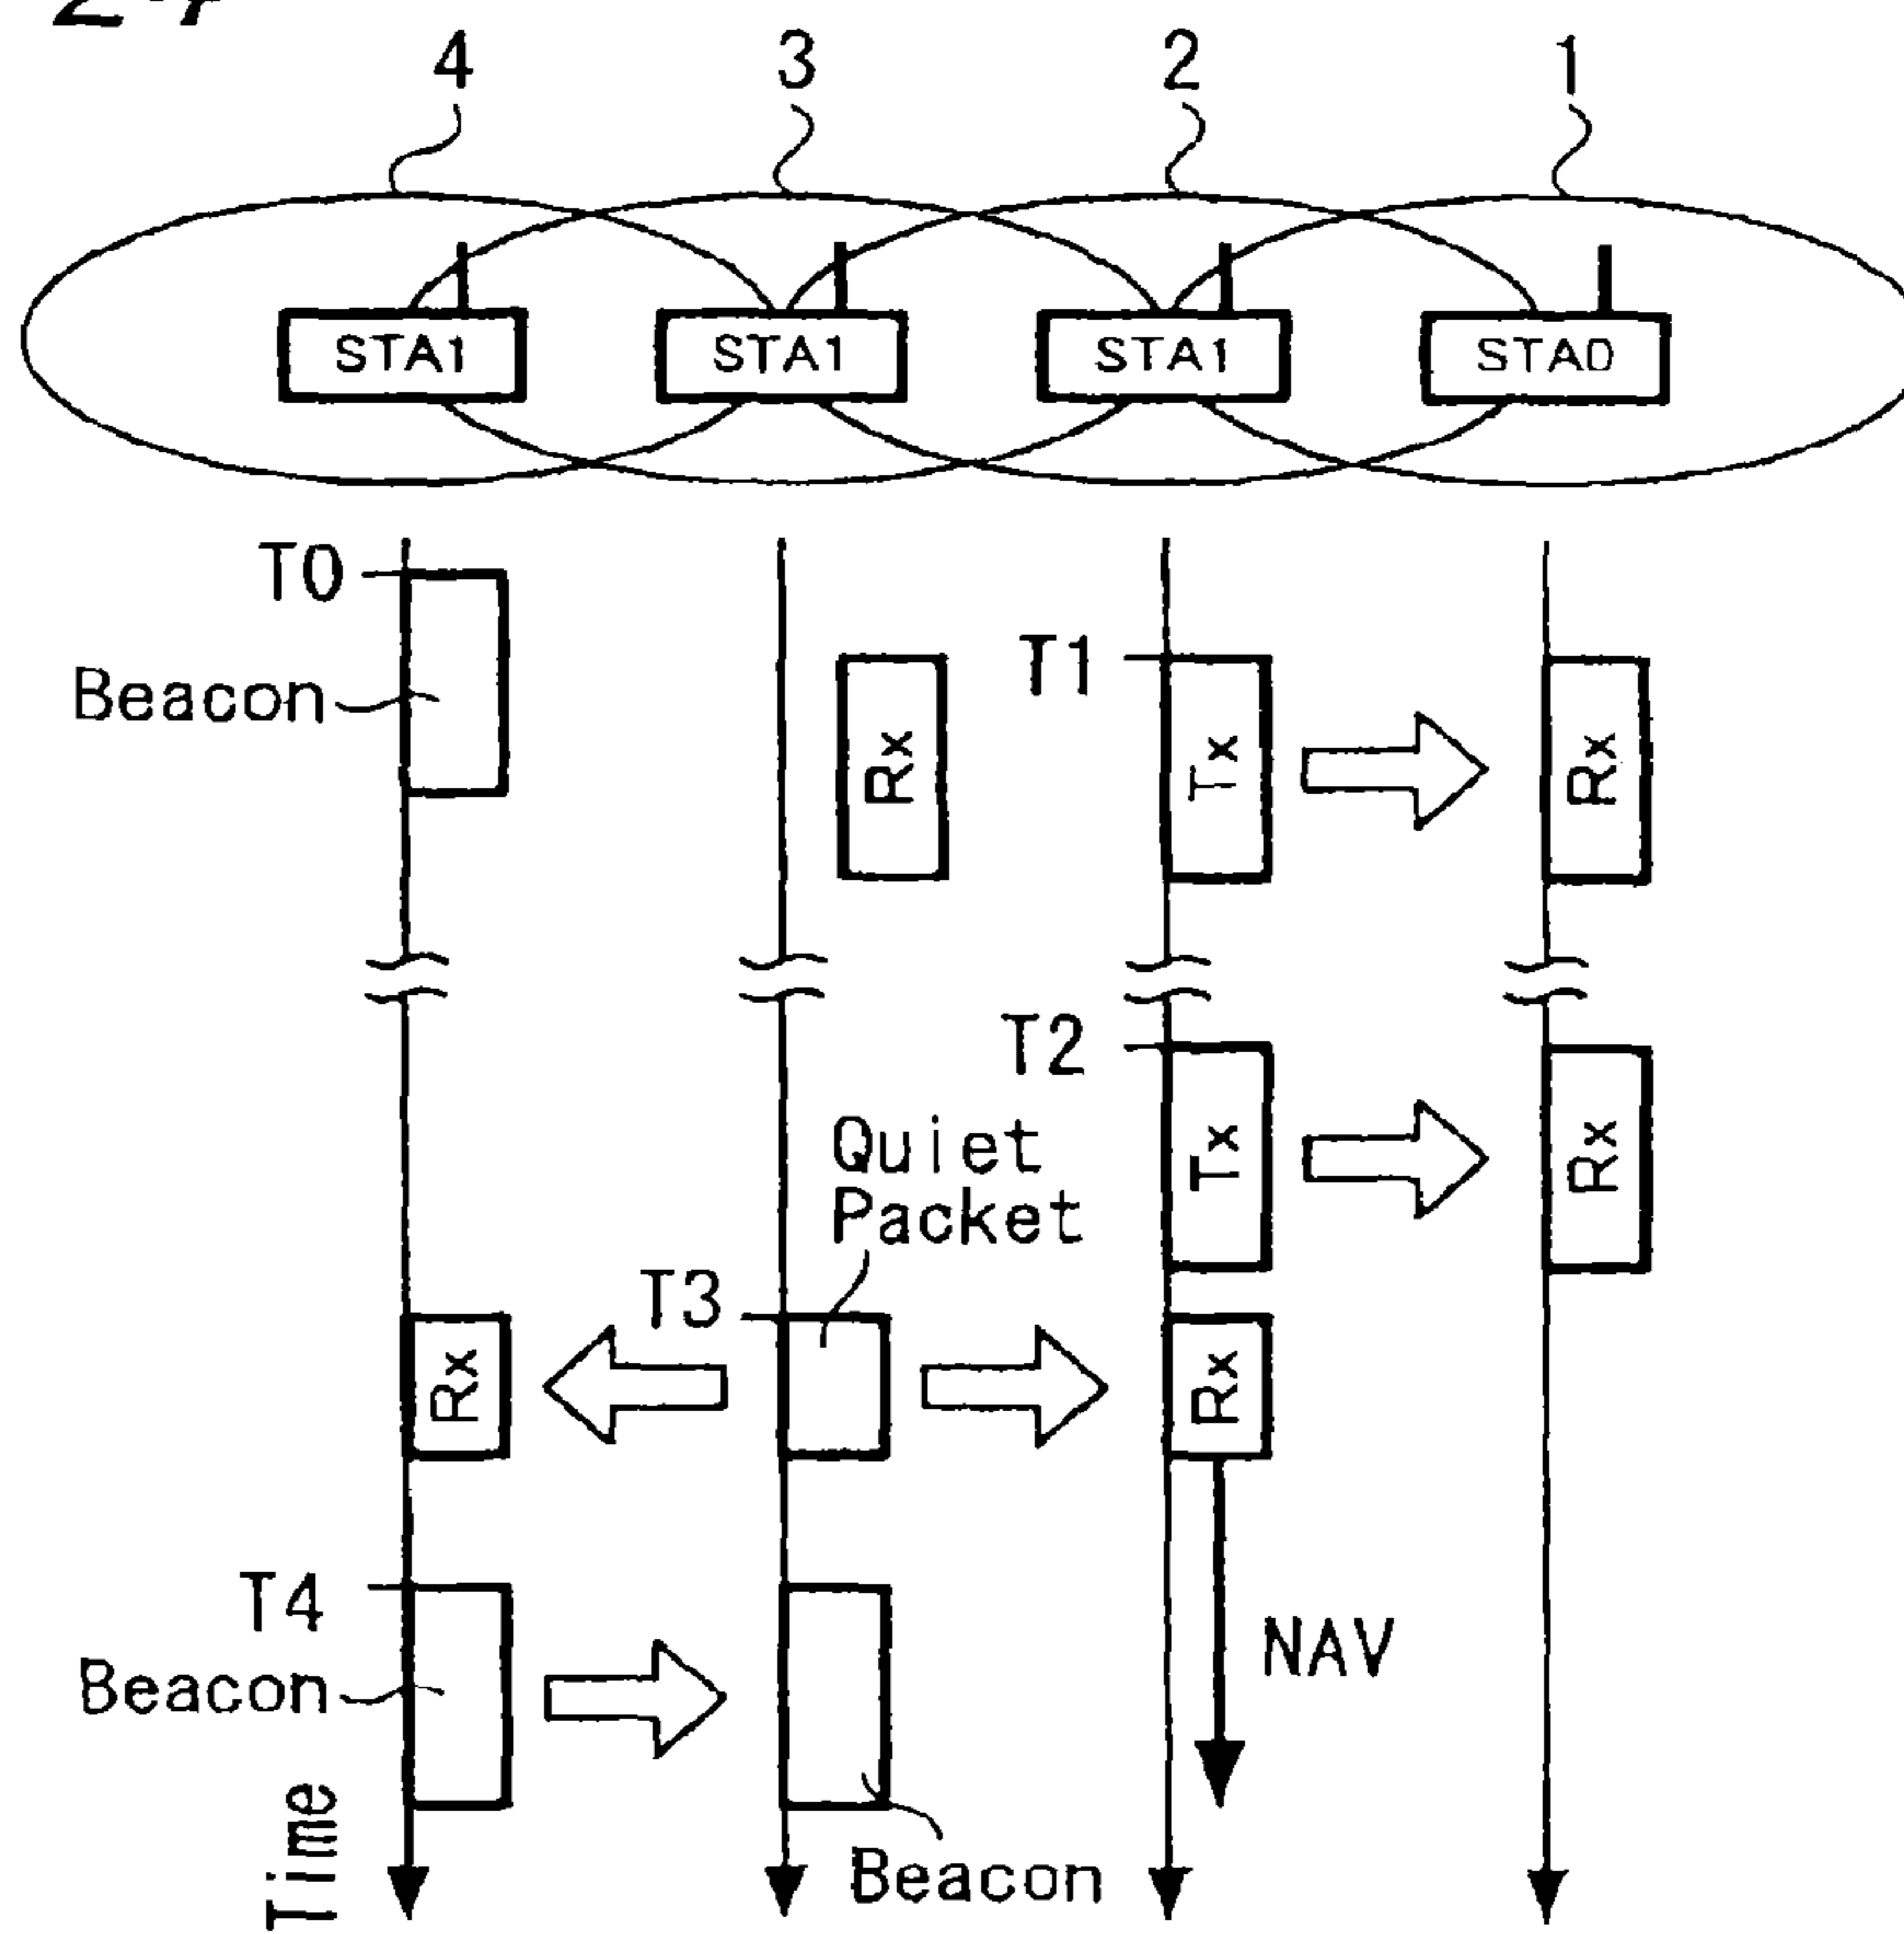 4 3 2 1
STA1 STA1 STA1 STA0
T0
T1
Beacon
Rx Tx Rx
T2
Quiet
Packet
Tx Rx
T3
Rx Rx
T4
NAV
Beacon
Beacon
Time